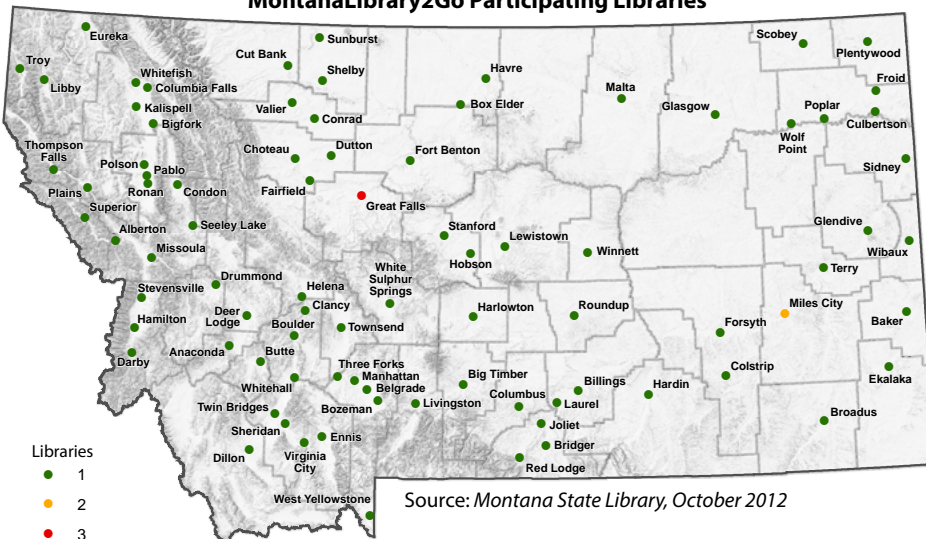 MontanaLibrary2Go Participating Libraries
Eureka
Sunburst
Scobey
Plentywood
Troy
Cut Bank
Libby
Whitefish
Columbia Falls
Shelby
Havre
Froid
Kalispell
Valier
Box Elder
Malta
Glasgow
Poplar
Culbertson
Bigfork
Conrad
Wolf
Point
Thompson
Falls
Choteau
Dutton
Fort Benton
Polson
Pablo
Sidney
Plains
Ronan
Condon
Fairfield
Superior
Great Falls
Alberton
Seeley Lake
Stanford
Lewistown
Glendive
Missoula
Hobson
Winnett
Wibaux
White
Sulphur
Springs
Terry
Drummond
Stevensville
Helena
Clancy
Harlowton
Roundup
Miles City
Deer
Lodge
Hamilton
Boulder
Townsend
Forsyth
Baker
Anaconda
Butte
Darby
Three Forks
Manhattan
Belgrade
Big Timber
Billings
Hardin
Colstrip
Ekalaka
Whitehall
Bozeman
Livingston
Columbus
Laurel
Twin Bridges
Broadus
Sheridan
Ennis
Joliet
Dillon
Virginia
City
Bridger
Red Lodge
West Yellowstone
Libraries
1
2
3
Source: Montana State Library, October 2012